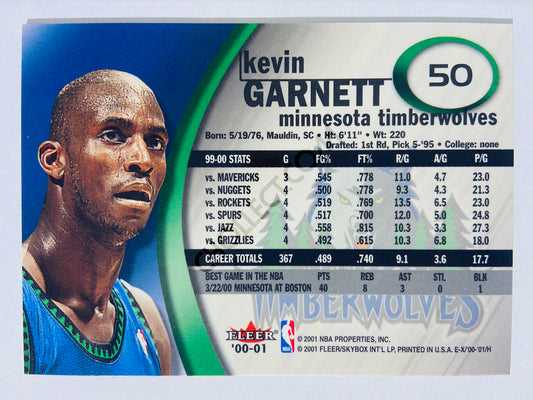 kevin
GARNETT
50
minnesota timberwolves
Born: 5/19/76, Mauldin, SC • Ht: 6'11" • Wt: 220
Drafted: 1st Rd, Pick 5-'95 • College: none
99-00 STATS G FG% FT% R/G A/G P/G
vs. MAVERICKS 3 .545 .778 11.0 4.7 23.0
vs. NUGGETS 4 .500 .778 9.3 4.3 21.3
vs. ROCKETS 4 .519 .769 13.5 6.5 23.0
vs. SPURS 4 .517 .700 12.0 5.0 24.8
vs. JAZZ 4 .558 .815 10.3 3.3 27.3
vs. GRIZZLIES 4 .492 .615 10.3 6.8 18.0
CAREER TOTALS 367 .489 .740 9.1 3.6 17.7
BEST GAME IN THE NBA PTS REB AST STL BLK
3/22/00 MINNESOTA AT BOSTON 40 8 3 0 1
TIMBERWOLVES
FLEER
'00-01
NBA
© 2001 NBA PROPERTIES, INC.
© 2001 FLEER/SKYBOX INT'L LP, PRINTED IN U.S.A. E-X/'00-'01/H